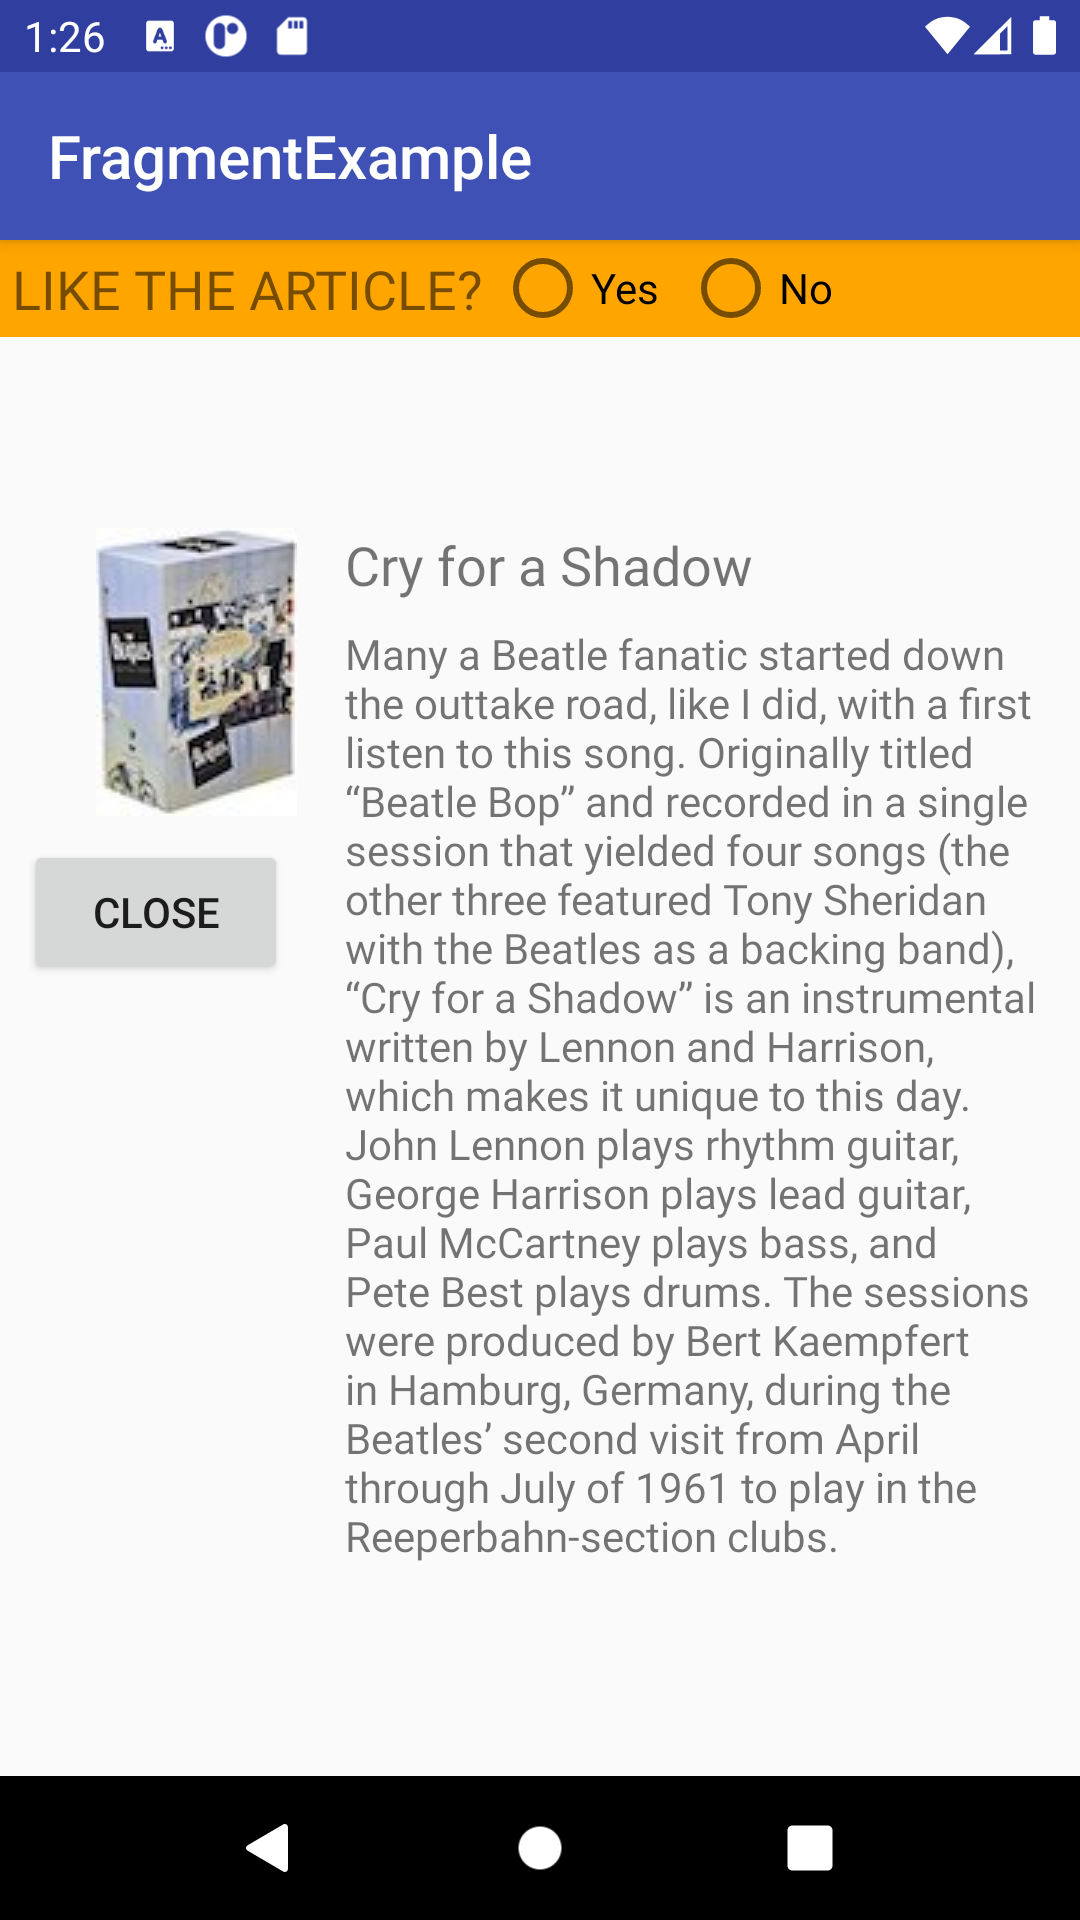 1:26
FragmentExample
LIKE THE ARTICLE? Yes No
Cry for a Shadow
Many a Beatle fanatic started down
the outtake road, like I did, with a first
listen to this song. Originally titled
“Beatle Bop” and recorded in a single
session that yielded four songs (the
other three featured Tony Sheridan
with the Beatles as a backing band),
“Cry for a Shadow” is an instrumental
written by Lennon and Harrison,
which makes it unique to this day.
John Lennon plays rhythm guitar,
George Harrison plays lead guitar,
Paul McCartney plays bass, and
Pete Best plays drums. The sessions
were produced by Bert Kaempfert
in Hamburg, Germany, during the
Beatles’ second visit from April
through July of 1961 to play in the
Reeperbahn-section clubs.
CLOSE